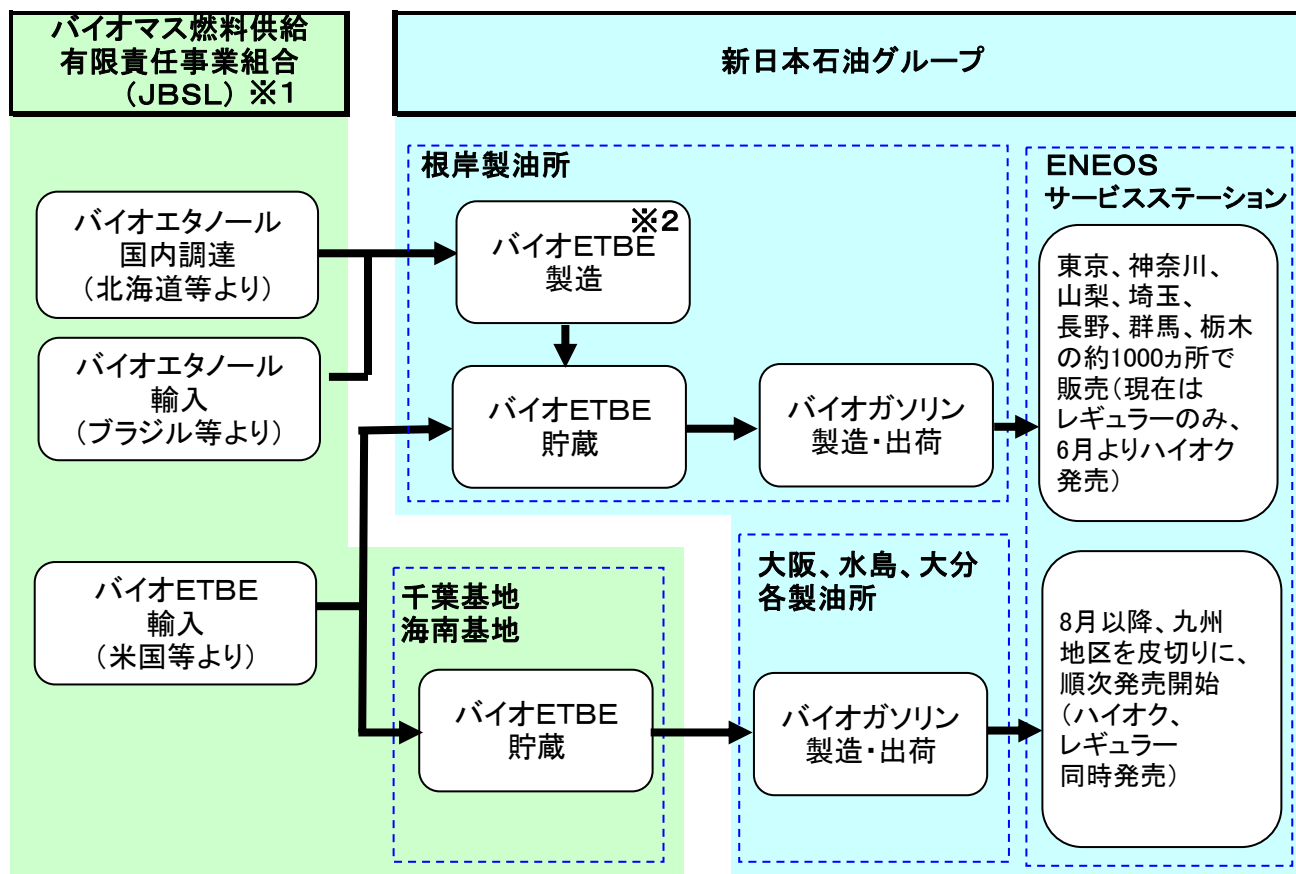 バイオマス燃料供給
有限責任事業組合
(JBSL)※1
新日本石油グループ
根岸製油所
ENEOS
サービスステーション
バイオエタノール
国内調達
(北海道等より)
※2
バイオETBE
製造
東京、神奈川、
山梨、埼玉、
長野、群馬、栃木
の約1000ヵ所で
販売(現在は
レギュラーのみ、
6月よりハイオク
発売)
バイオエタノール
輸入
(ブラジル等より)
バイオETBE
貯蔵
バイオガソリン
製造・出荷
バイオETBE
輸入
(米国等より)
千葉基地
海南基地
バイオETBE
貯蔵
大阪、水島、大分
各製油所
バイオガソリン
製造・出荷
8月以降、九州
地区を皮切りに、
順次発売開始
(ハイオク、
レギュラー
同時発売)